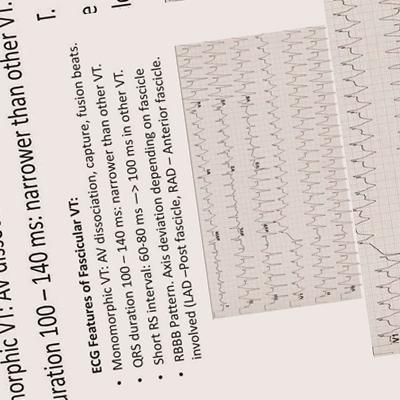 morphic VT: AV disso
uration 100 – 140 ms: narrower than other VT.
ECG Features of Fascicular VT:
• Monomorphic VT: AV dissociation, capture, fusion beats.
• QRS duration 100 – 140 ms: narrower than other VT.
• Short RS interval: 60-80 ms —> 100 ms in other VT.
• RBBB Pattern. Axis deviation depending on fascicle
involved (LAD –Post fascicle, RAD – Anterior fascicle).
V1